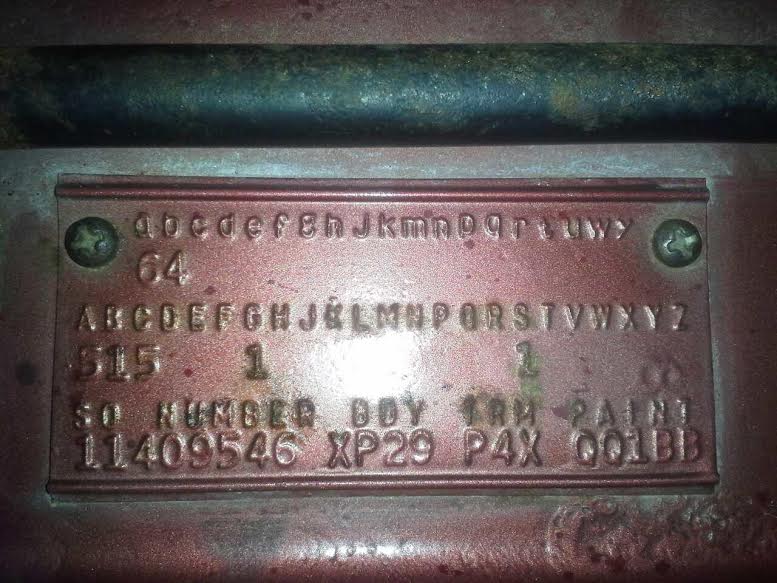 abcdefghJkmnpqrtuwy
64
ABCDEFGHJKLMNPQRSTVWXYZ
515 1 1
SO NUMBER BDY TRM PAINT
11409546 XP29 P4X QQ1BB